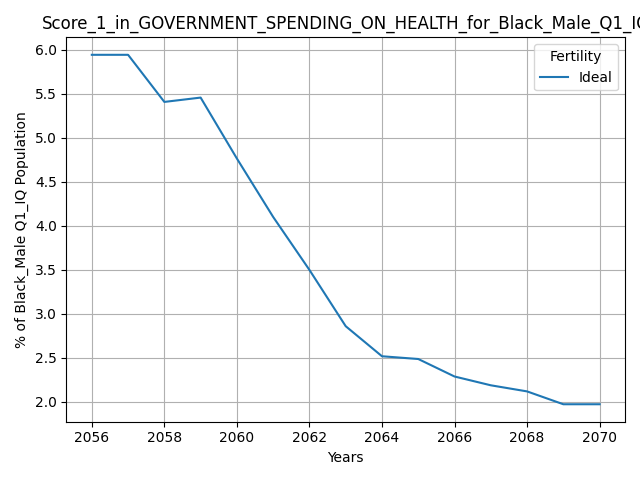 Score_1_in_GOVERNMENT_SPENDING_ON_HEALTH_for_Black_Male_Q1_IQ
Fertility
Ideal
% of Black_Male Q1_IQ Population
6.0
5.5
5.0
4.5
4.0
3.5
3.0
2.5
2.0
2056 2058 2060 2062 2064 2066 2068 2070
Years